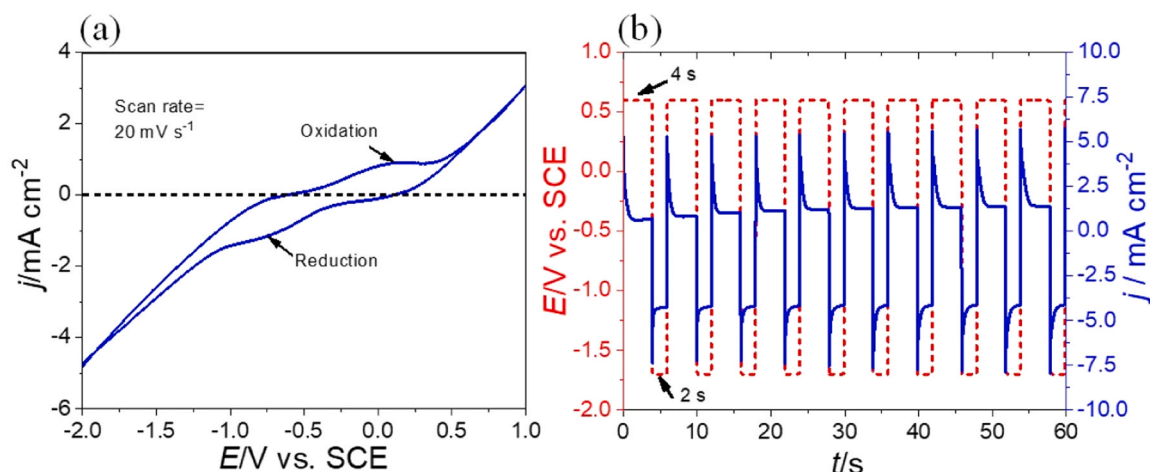 (a)
4
2
0
-2
-4
-6
j/mA cm⁻²
Scan rate=
20 mV s⁻¹
Oxidation
Reduction
-2.0 -1.5 -1.0 -0.5 0.0 0.5 1.0
E/V vs. SCE
(b)
1.0
0.5
0.0
-0.5
-1.0
-1.5
-2.0
E/V vs. SCE
4 s
2 s
0 10 20 30 40 50 60
t/s
10.0
7.5
5.0
2.5
0.0
-2.5
-5.0
-7.5
-10.0
j / mA cm⁻²